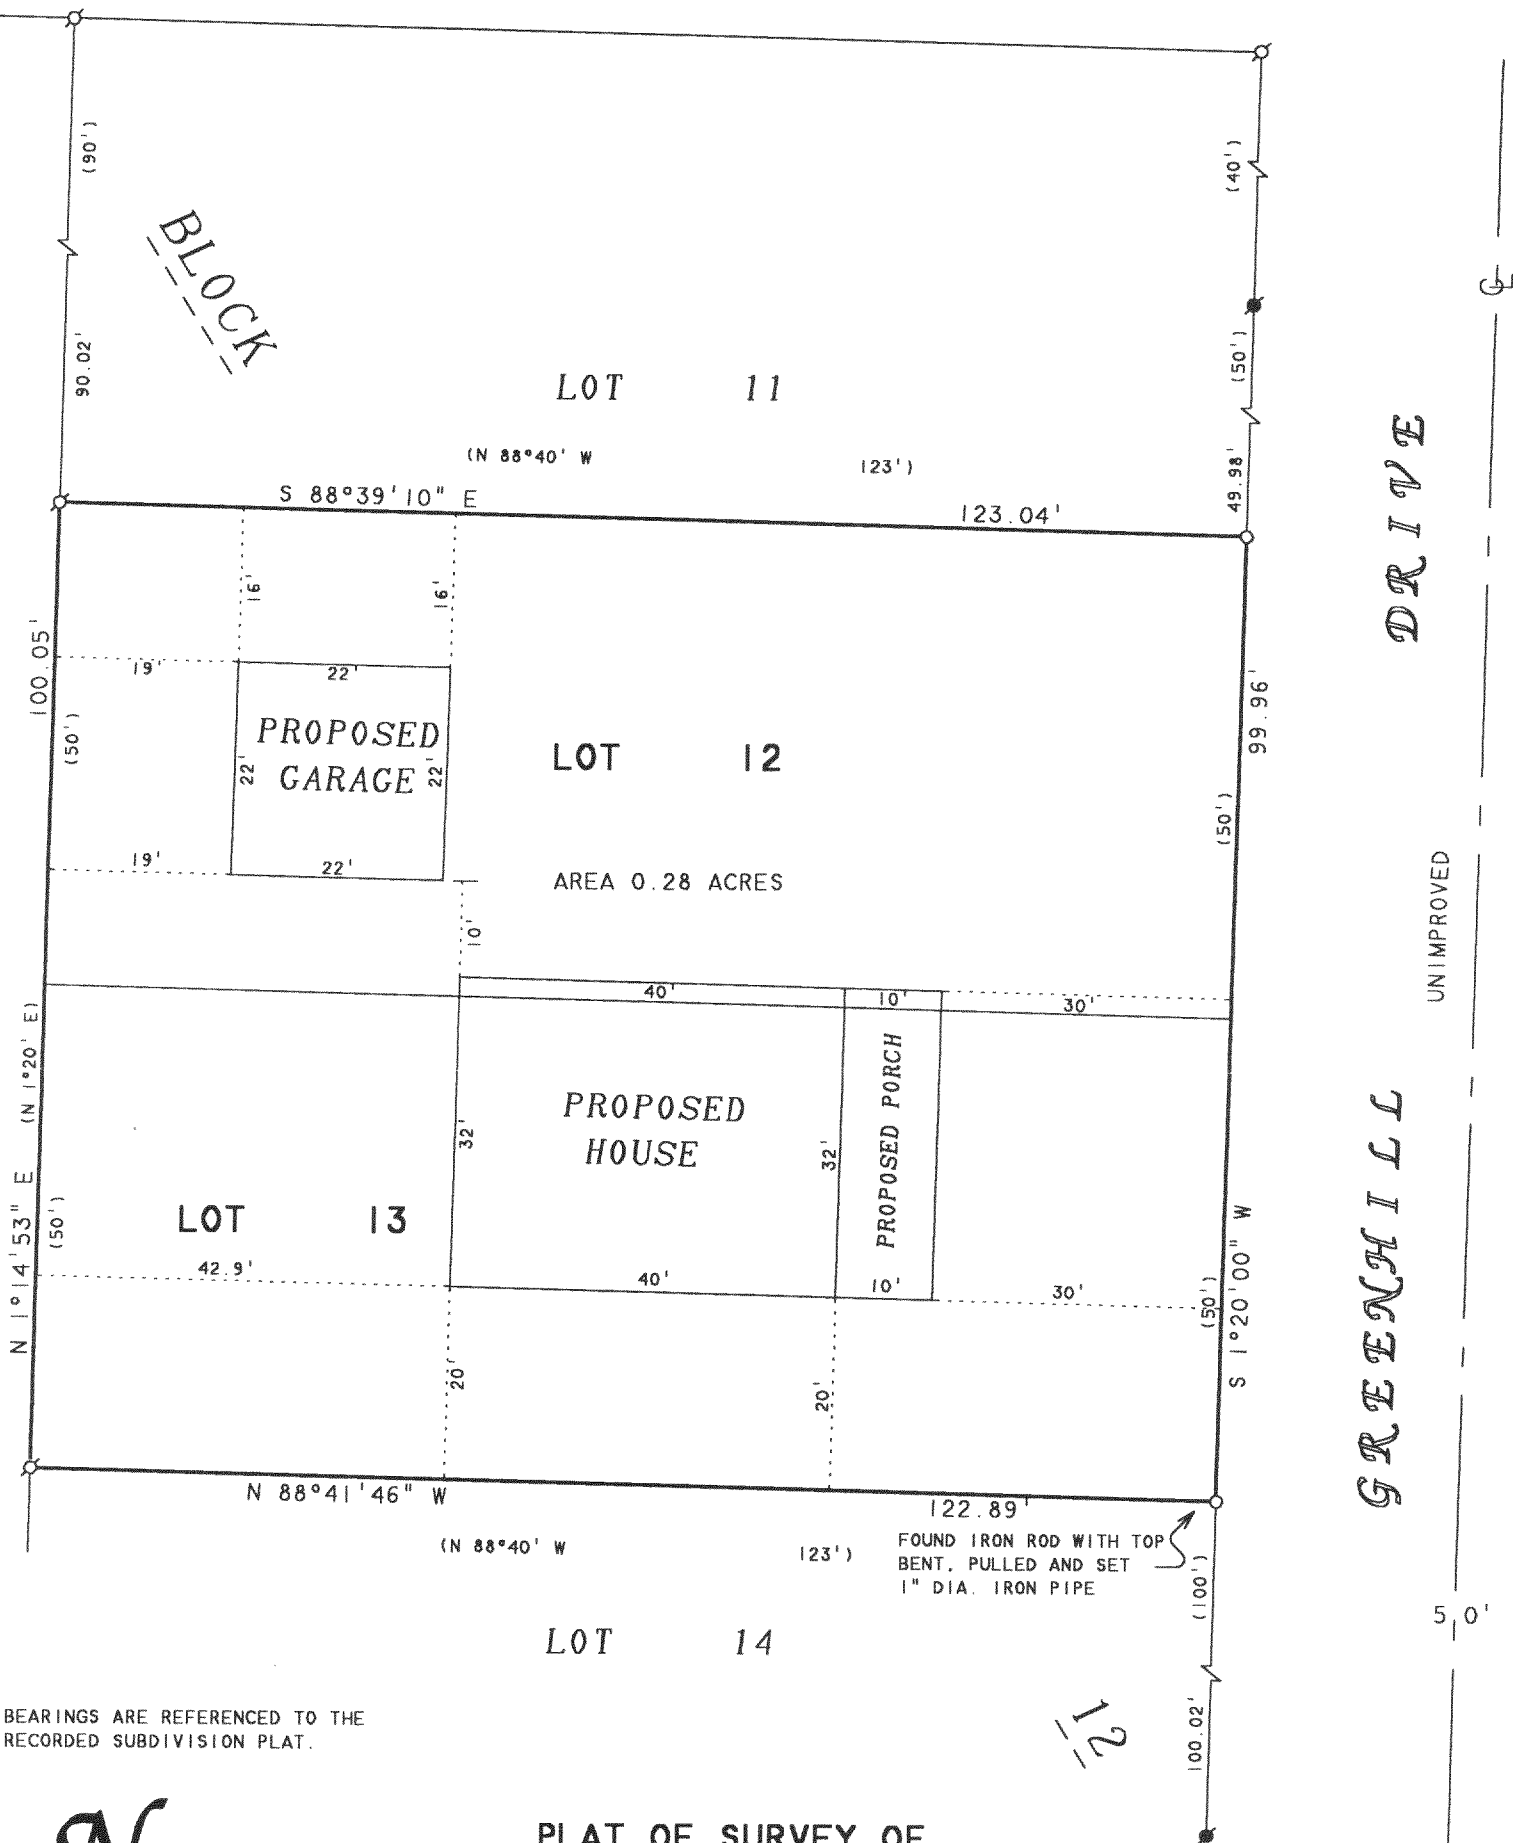 (90')
(40')
BLOCK
90.02'
(50')
LOT 11
(N 88°40' W 123')
49.98'
S 88°39'10" E 123.04'
DRIVE
16'
16'
100.05'
19'
22'
(50')
PROPOSED
GARAGE
22'
22'
LOT 12
99.96'
(50')
19'
22'
AREA 0.28 ACRES
UNIMPROVED
10'
40'
10'
30'
(N 1°20' E)
PROPOSED
HOUSE
PROPOSED PORCH
32'
32'
N 1°14'53" E
(50')
LOT 13
42.9'
40'
10'
30'
(50')
S 1°20'00" W
GREENHILL
20'
20'
N 88°41'46" W 122.89'
(N 88°40' W 123')
FOUND IRON ROD WITH TOP
BENT, PULLED AND SET
1" DIA. IRON PIPE
(100')
50'
LOT 14
12
100.02'
BEARINGS ARE REFERENCED TO THE
RECORDED SUBDIVISION PLAT.
N
PLAT OF SURVEY OF